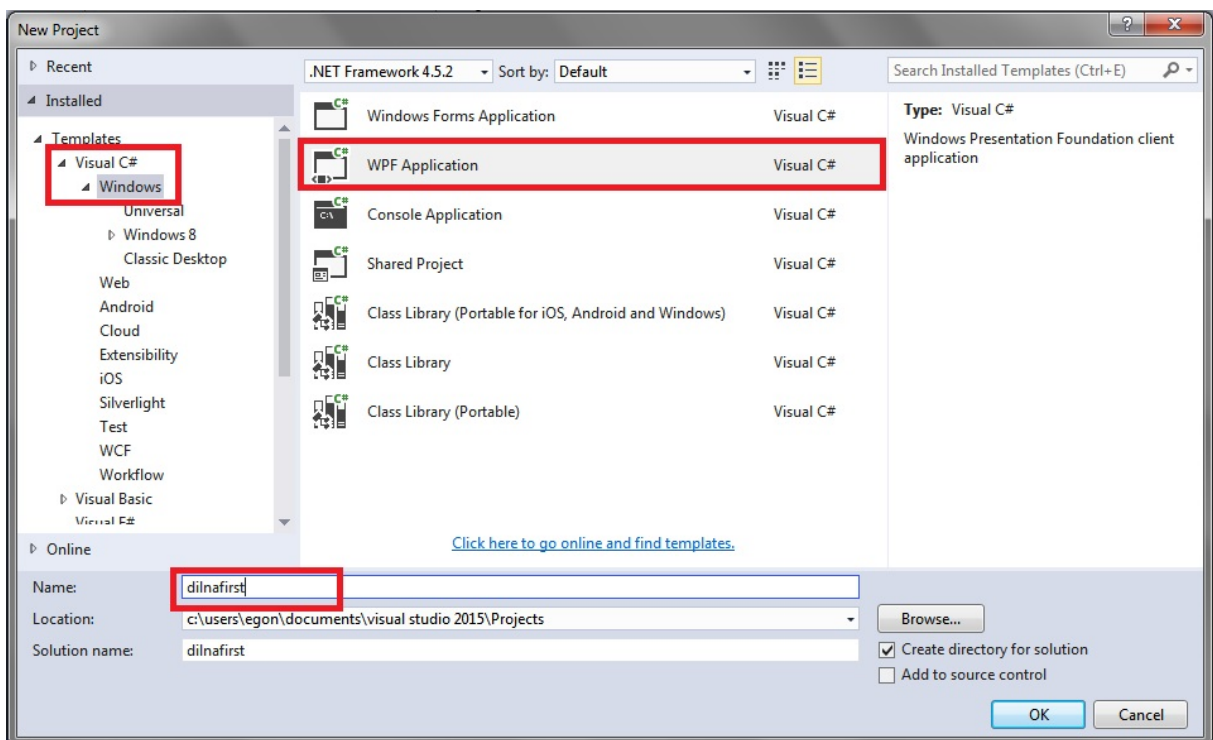 New Project
Recent
Installed
Templates
Visual C#
Windows
Universal
Windows 8
Classic Desktop
Web
Android
Cloud
Extensibility
iOS
Silverlight
Test
WCF
Workflow
Visual Basic
Visual F#
Online
.NET Framework 4.5.2 Sort by: Default
Windows Forms Application Visual C#
WPF Application Visual C#
Console Application Visual C#
Shared Project Visual C#
Class Library (Portable for iOS, Android and Windows) Visual C#
Class Library Visual C#
Class Library (Portable) Visual C#
Click here to go online and find templates.
Search Installed Templates (Ctrl+E)
Type: Visual C#
Windows Presentation Foundation client
application
Name: dilnafirst
Location: c:\users\egon\documents\visual studio 2015\Projects
Browse...
Solution name: dilnafirst
Create directory for solution
Add to source control
OK Cancel